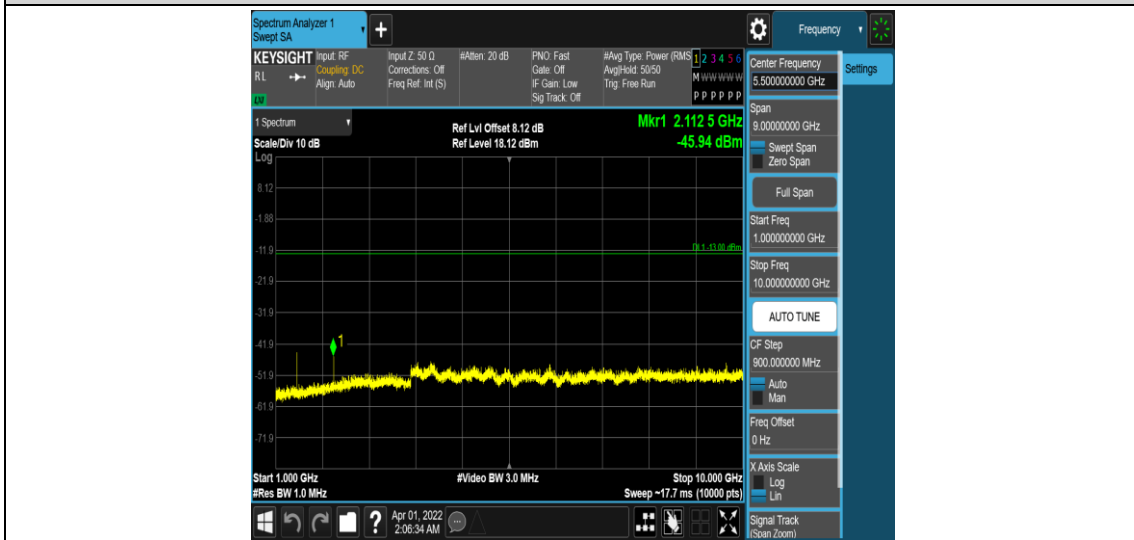 Spectrum Analyzer 1
Swept SA
+
Frequency
KEYSIGHT
RL
Input: RF
Coupling: DC
Align: Auto
Input Z: 50 Ω
Corrections: Off
Freq Ref: Int (S)
#Atten: 20 dB
PNO: Fast
Gate: Off
IF Gain: Low
Sig Track: Off
#Avg Type: Power (RMS
Avg|Hold: 50/50
Trig: Free Run
1 2 3 4 5 6
M W W W W W
P P P P P P
1 Spectrum
Scale/Div 10 dB
Log
Ref Lvl Offset 8.12 dB
Ref Level 18.12 dBm
Mkr1 2.112 5 GHz
-45.94 dBm
8.12
-1.88
-11.9
DL1 -13.00 dBm
-21.9
-31.9
-41.9
1
-51.9
-61.9
-71.9
Start 1.000 GHz
#Res BW 1.0 MHz
#Video BW 3.0 MHz
Stop 10.000 GHz
Sweep ~17.7 ms (10000 pts)
Center Frequency
5.500000000 GHz
Settings
Span
9.00000000 GHz
Swept Span
Zero Span
Full Span
Start Freq
1.000000000 GHz
Stop Freq
10.000000000 GHz
AUTO TUNE
CF Step
900.000000 MHz
Auto
Man
Freq Offset
0 Hz
X Axis Scale
Log
Lin
Signal Track
(Span Zoom)
?
Apr 01, 2022
2:06:34 AM